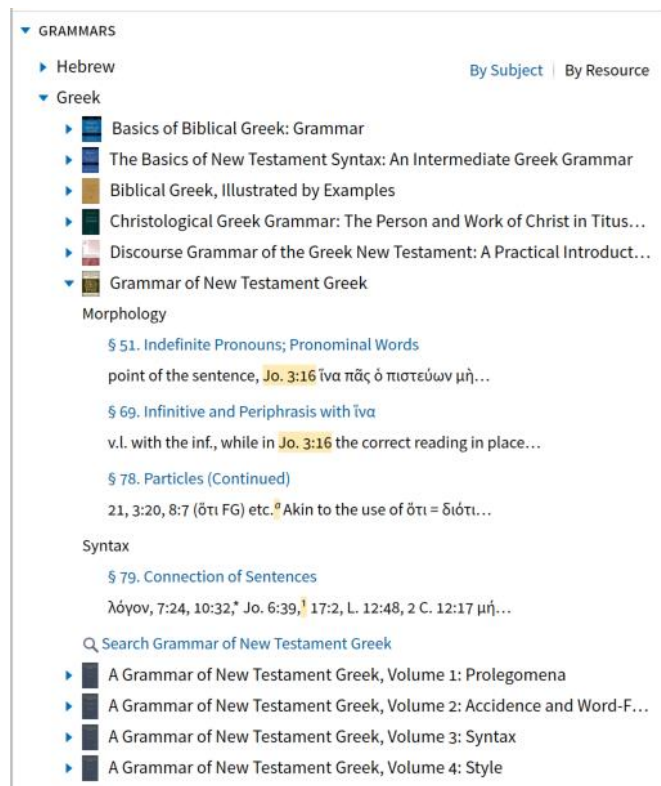 GRAMMARS
Hebrew
By Subject | By Resource
Greek
Basics of Biblical Greek: Grammar
The Basics of New Testament Syntax: An Intermediate Greek Grammar
Biblical Greek, Illustrated by Examples
Christological Greek Grammar: The Person and Work of Christ in Titus…
Discourse Grammar of the Greek New Testament: A Practical Introduct…
Grammar of New Testament Greek
Morphology
§ 51. Indefinite Pronouns; Pronominal Words
point of the sentence, Jo. 3:16 ἵνα πᾶς ὁ πιστεύων μὴ…
§ 69. Infinitive and Periphrasis with ἵνα
v.l. with the inf., while in Jo. 3:16 the correct reading in place…
§ 78. Particles (Continued)
21, 3:20, 8:7 (ὅτι FG) etc.ᵃ Akin to the use of ὅτι = διότι…
Syntax
§ 79. Connection of Sentences
λόγον, 7:24, 10:32,* Jo. 6:39,¹ 17:2, L. 12:48, 2 C. 12:17 μή…
Search Grammar of New Testament Greek
A Grammar of New Testament Greek, Volume 1: Prolegomena
A Grammar of New Testament Greek, Volume 2: Accidence and Word-F…
A Grammar of New Testament Greek, Volume 3: Syntax
A Grammar of New Testament Greek, Volume 4: Style